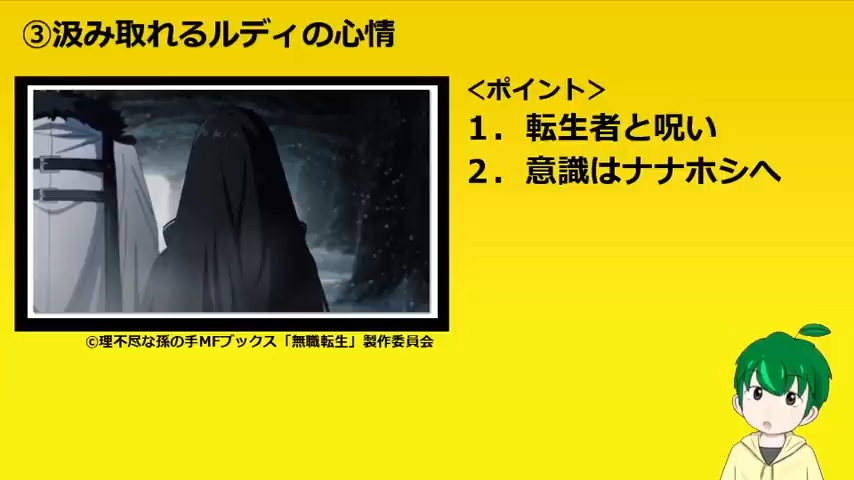 ③汲み取れるルディの心情
<ポイント>
１．転生者と呪い
２．意識はナナホシへ
©理不尽な孫の手MFブックス「無職転生」製作委員会